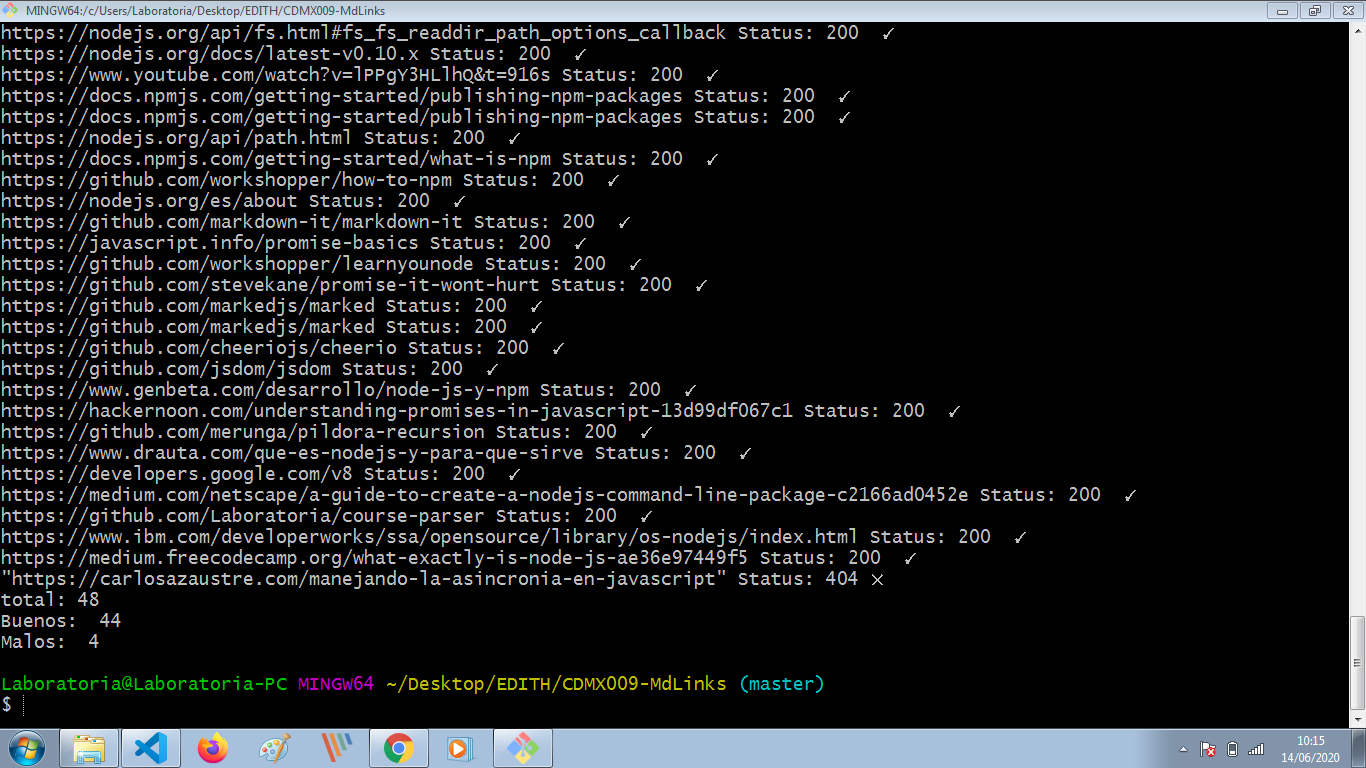 MINGW64:/c/Users/Laboratoria/Desktop/EDITH/CDMX009-MdLinks
https://nodejs.org/api/fs.html#fs_fs_readdir_path_options_callback Status: 200 ✓
https://nodejs.org/docs/latest-v0.10.x Status: 200 ✓
https://www.youtube.com/watch?v=lPPgY3HLlhQ&t=916s Status: 200 ✓
https://docs.npmjs.com/getting-started/publishing-npm-packages Status: 200 ✓
https://docs.npmjs.com/getting-started/publishing-npm-packages Status: 200 ✓
https://nodejs.org/api/path.html Status: 200 ✓
https://docs.npmjs.com/getting-started/what-is-npm Status: 200 ✓
https://github.com/workshopper/how-to-npm Status: 200 ✓
https://nodejs.org/es/about Status: 200 ✓
https://github.com/markdown-it/markdown-it Status: 200 ✓
https://javascript.info/promise-basics Status: 200 ✓
https://github.com/workshopper/learnyounode Status: 200 ✓
https://github.com/stevekane/promise-it-wont-hurt Status: 200 ✓
https://github.com/markedjs/marked Status: 200 ✓
https://github.com/markedjs/marked Status: 200 ✓
https://github.com/cheeriojs/cheerio Status: 200 ✓
https://github.com/jsdom/jsdom Status: 200 ✓
https://www.genbeta.com/desarrollo/node-js-y-npm Status: 200 ✓
https://hackernoon.com/understanding-promises-in-javascript-13d99df067c1 Status: 200 ✓
https://github.com/merunga/pildora-recursion Status: 200 ✓
https://www.drauta.com/que-es-nodejs-y-para-que-sirve Status: 200 ✓
https://developers.google.com/v8 Status: 200 ✓
https://medium.com/netscape/a-guide-to-create-a-nodejs-command-line-package-c2166ad0452e Status: 200 ✓
https://github.com/Laboratoria/course-parser Status: 200 ✓
https://www.ibm.com/developerworks/ssa/opensource/library/os-nodejs/index.html Status: 200 ✓
https://medium.freecodecamp.org/what-exactly-is-node-js-ae36e97449f5 Status: 200 ✓
"https://carlosazaustre.com/manejando-la-asincronia-en-javascript" Status: 404 ×
total: 48
Buenos: 44
Malos: 4
Laboratoria@Laboratoria-PC MINGW64 ~/Desktop/EDITH/CDMX009-MdLinks (master)
$
10:15
14/06/2020